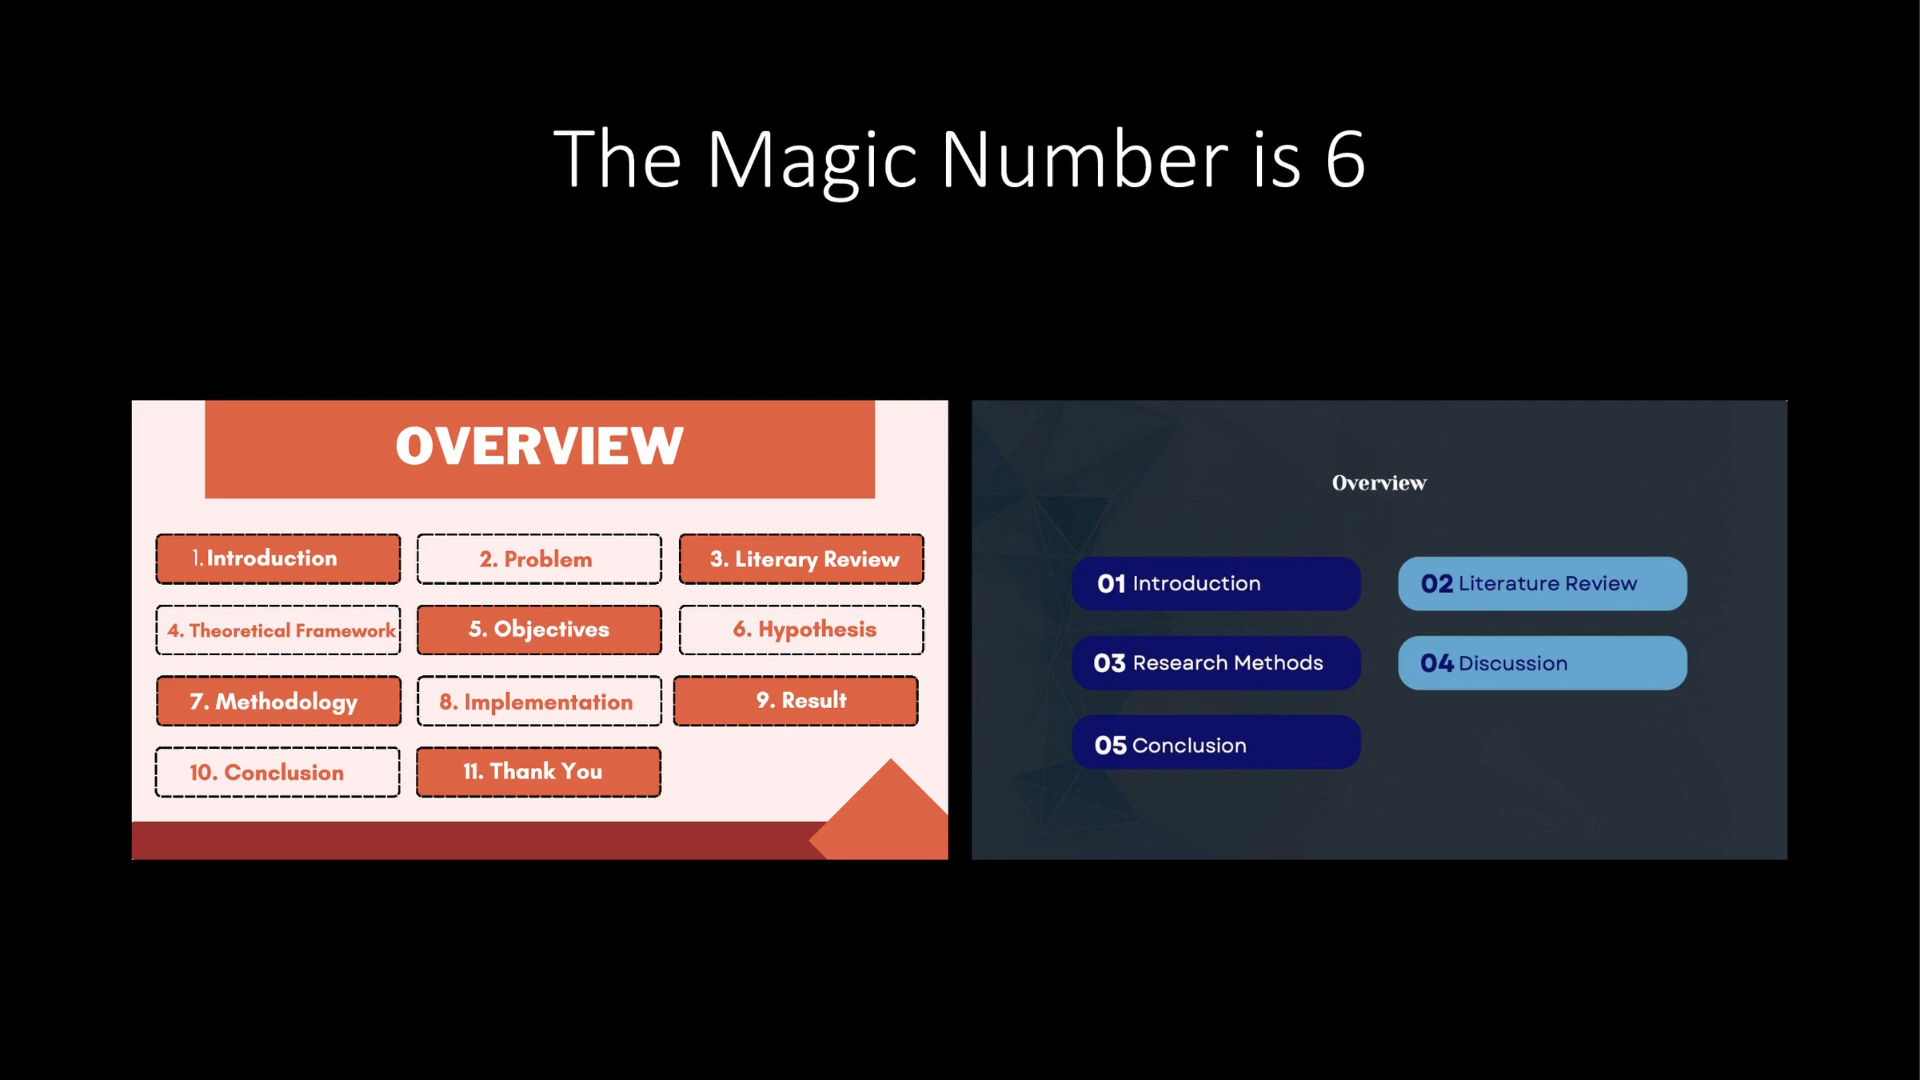 The Magic Number is 6
OVERVIEW
1. Introduction
2. Problem
3. Literary Review
4. Theoretical Framework
5. Objectives
6. Hypothesis
7. Methodology
8. Implementation
9. Result
10. Conclusion
11. Thank You
Overview
01 Introduction
02 Literature Review
03 Research Methods
04 Discussion
05 Conclusion